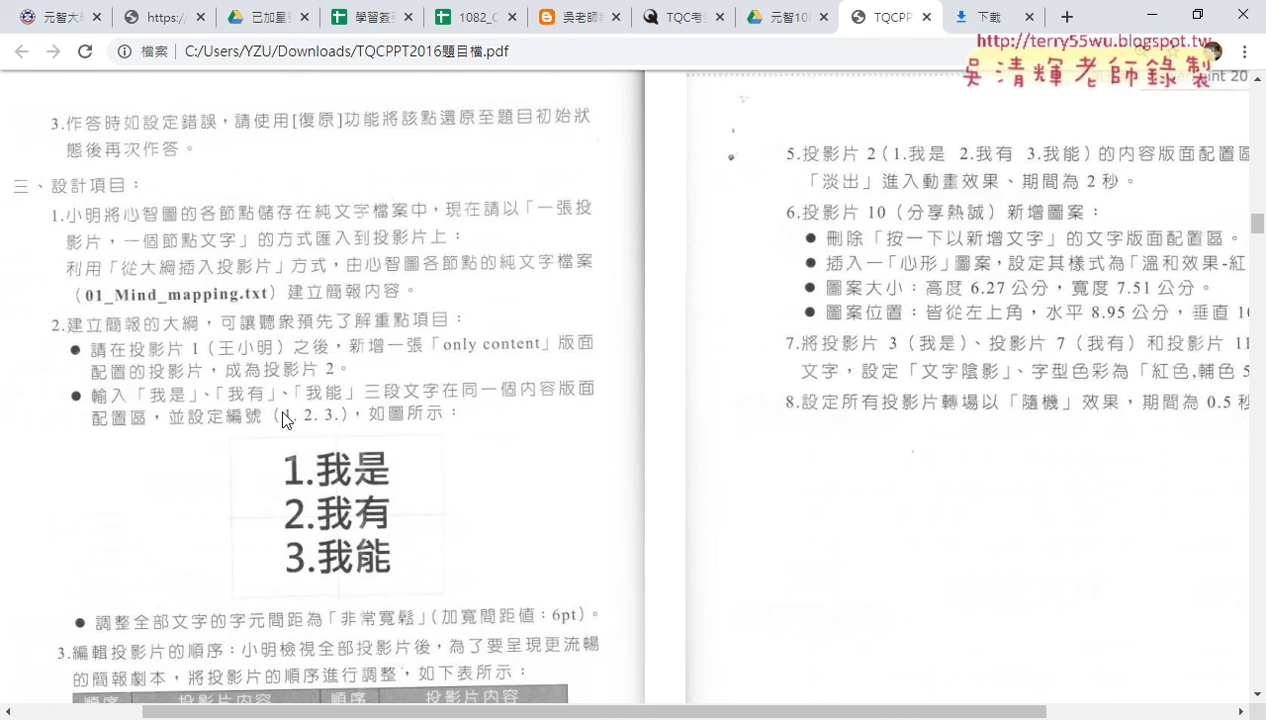 元智大
https:/
已加星
學習簽
1082_C
吳老師
TQC考
元智10
TQCPP
下載
檔案
C:/Users/YZU/Downloads/TQCPPT2016題目檔.pdf
http://terry55wu.blogspot.tw
吳清輝老師錄製
Point 20
3.作答時如設定錯誤，請使用[復原]功能將該點還原至題目初始狀
態後再次作答。
三、設計項目：
1.小明將心智圖的各節點儲存在純文字檔案中，現在請以「一張投
影片，一個節點文字」的方式匯入到投影片上：
利用「從大綱插入投影片」方式，由心智圖各節點的純文字檔案
（01_Mind_mapping.txt）建立簡報內容。
2.建立簡報的大綱，可讓聽眾預先了解重點項目：
● 請在投影片 1（王小明）之後，新增一張「only content」版面
配置的投影片，成為投影片 2。
● 輸入「我是」、「我有」、「我能」三段文字在同一個內容版面
配置區，並設定編號（1. 2. 3.），如圖所示：
1.我是
2.我有
3.我能
● 調整全部文字的字元間距為「非常寬鬆」（加寬間距值：6pt）。
3.編輯投影片的順序：小明檢視全部投影片後，為了要呈現更流暢
的簡報劇本，將投影片的順序進行調整，如下表所示：
順序 投影片內容 順序 投影片內容
5.投影片 2（1.我是 2.我有 3.我能）的內容版面配置區
「淡出」進入動畫效果、期間為 2 秒。
6.投影片 10（分享熱誠）新增圖案：
● 刪除「按一下以新增文字」的文字版面配置區。
● 插入一「心形」圖案，設定其樣式為「溫和效果-紅
● 圖案大小：高度 6.27 公分，寬度 7.51 公分。
● 圖案位置：皆從左上角，水平 8.95 公分，垂直 10
7.將投影片 3（我是）、投影片 7（我有）和投影片 11
文字，設定「文字陰影」、字型色彩為「紅色,輔色 5
8.設定所有投影片轉場以「隨機」效果，期間為 0.5 秒